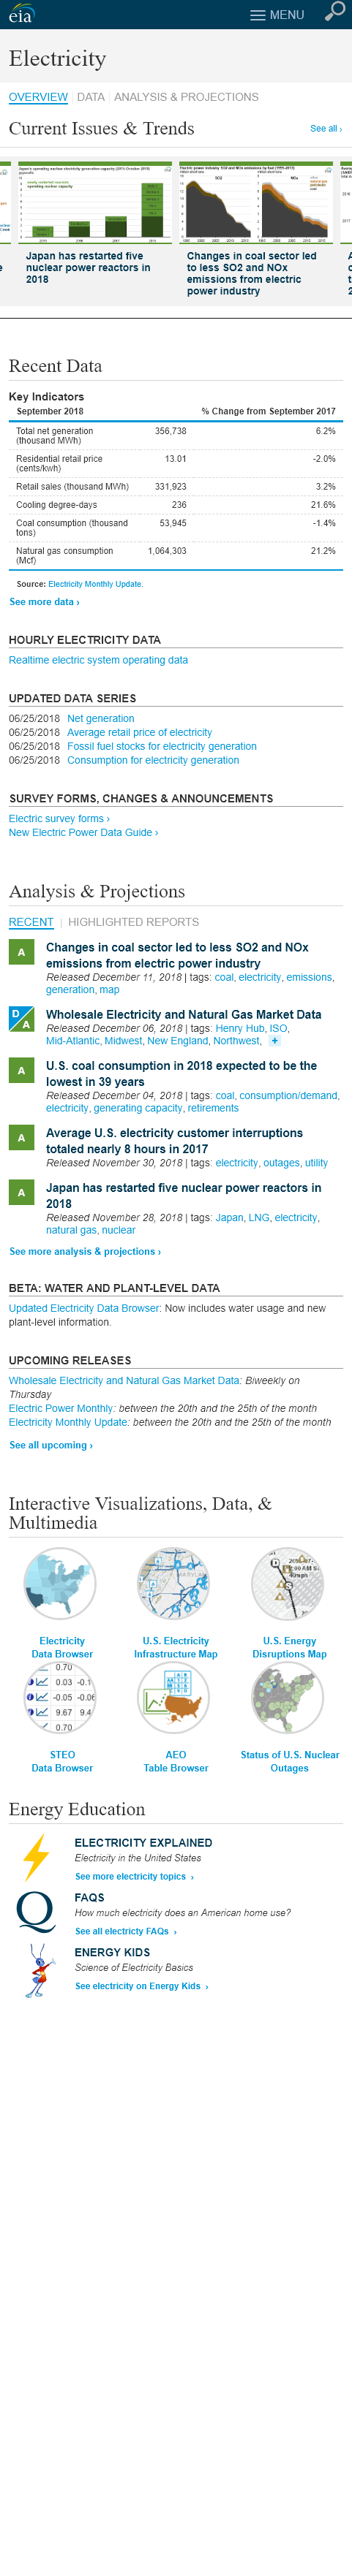 eia
MENU
Electricity
OVERVIEW DATA ANALYSIS & PROJECTIONS
Current Issues & Trends
See all ›
Japan has restarted five
nuclear power reactors in
2018
SO2
NOx
Changes in coal sector led
to less SO2 and NOx
emissions from electric
power industry
Recent Data
Key Indicators
September 2018 % Change from September 2017
Total net generation
(thousand MWh) 356,738 6.2%
Residential retail price
(cents/kwh) 13.01 -2.0%
Retail sales (thousand MWh) 331,923 3.2%
Cooling degree-days 236 21.6%
Coal consumption (thousand
tons) 53,945 -1.4%
Natural gas consumption
(Mcf) 1,064,303 21.2%
Source: Electricity Monthly Update.
See more data ›
HOURLY ELECTRICITY DATA
Realtime electric system operating data
UPDATED DATA SERIES
06/25/2018 Net generation
06/25/2018 Average retail price of electricity
06/25/2018 Fossil fuel stocks for electricity generation
06/25/2018 Consumption for electricity generation
SURVEY FORMS, CHANGES & ANNOUNCEMENTS
Electric survey forms ›
New Electric Power Data Guide ›
Analysis & Projections
RECENT | HIGHLIGHTED REPORTS
A
Changes in coal sector led to less SO2 and NOx
emissions from electric power industry
Released December 11, 2018 | tags: coal, electricity, emissions,
generation, map
D A
Wholesale Electricity and Natural Gas Market Data
Released December 06, 2018 | tags: Henry Hub, ISO,
Mid-Atlantic, Midwest, New England, Northwest, +
A
U.S. coal consumption in 2018 expected to be the
lowest in 39 years
Released December 04, 2018 | tags: coal, consumption/demand,
electricity, generating capacity, retirements
A
Average U.S. electricity customer interruptions
totaled nearly 8 hours in 2017
Released November 30, 2018 | tags: electricity, outages, utility
A
Japan has restarted five nuclear power reactors in
2018
Released November 28, 2018 | tags: Japan, LNG, electricity,
natural gas, nuclear
See more analysis & projections ›
BETA: WATER AND PLANT-LEVEL DATA
Updated Electricity Data Browser: Now includes water usage and new
plant-level information.
UPCOMING RELEASES
Wholesale Electricity and Natural Gas Market Data: Biweekly on
Thursday
Electric Power Monthly: between the 20th and the 25th of the month
Electricity Monthly Update: between the 20th and the 25th of the month
See all upcoming ›
Interactive Visualizations, Data, &
Multimedia
Electricity
Data Browser
U.S. Electricity
Infrastructure Map
U.S. Energy
Disruptions Map
0.70
0.03 -0.1
-0.05 -0.06
9.67 9.4
0.70
STEO
Data Browser
AEO
Table Browser
Status of U.S. Nuclear
Outages
Energy Education
ELECTRICITY EXPLAINED
Electricity in the United States
See more electricity topics ›
Q
FAQS
How much electricity does an American home use?
See all electricty FAQs ›
ENERGY KIDS
Science of Electricity Basics
See electricity on Energy Kids ›